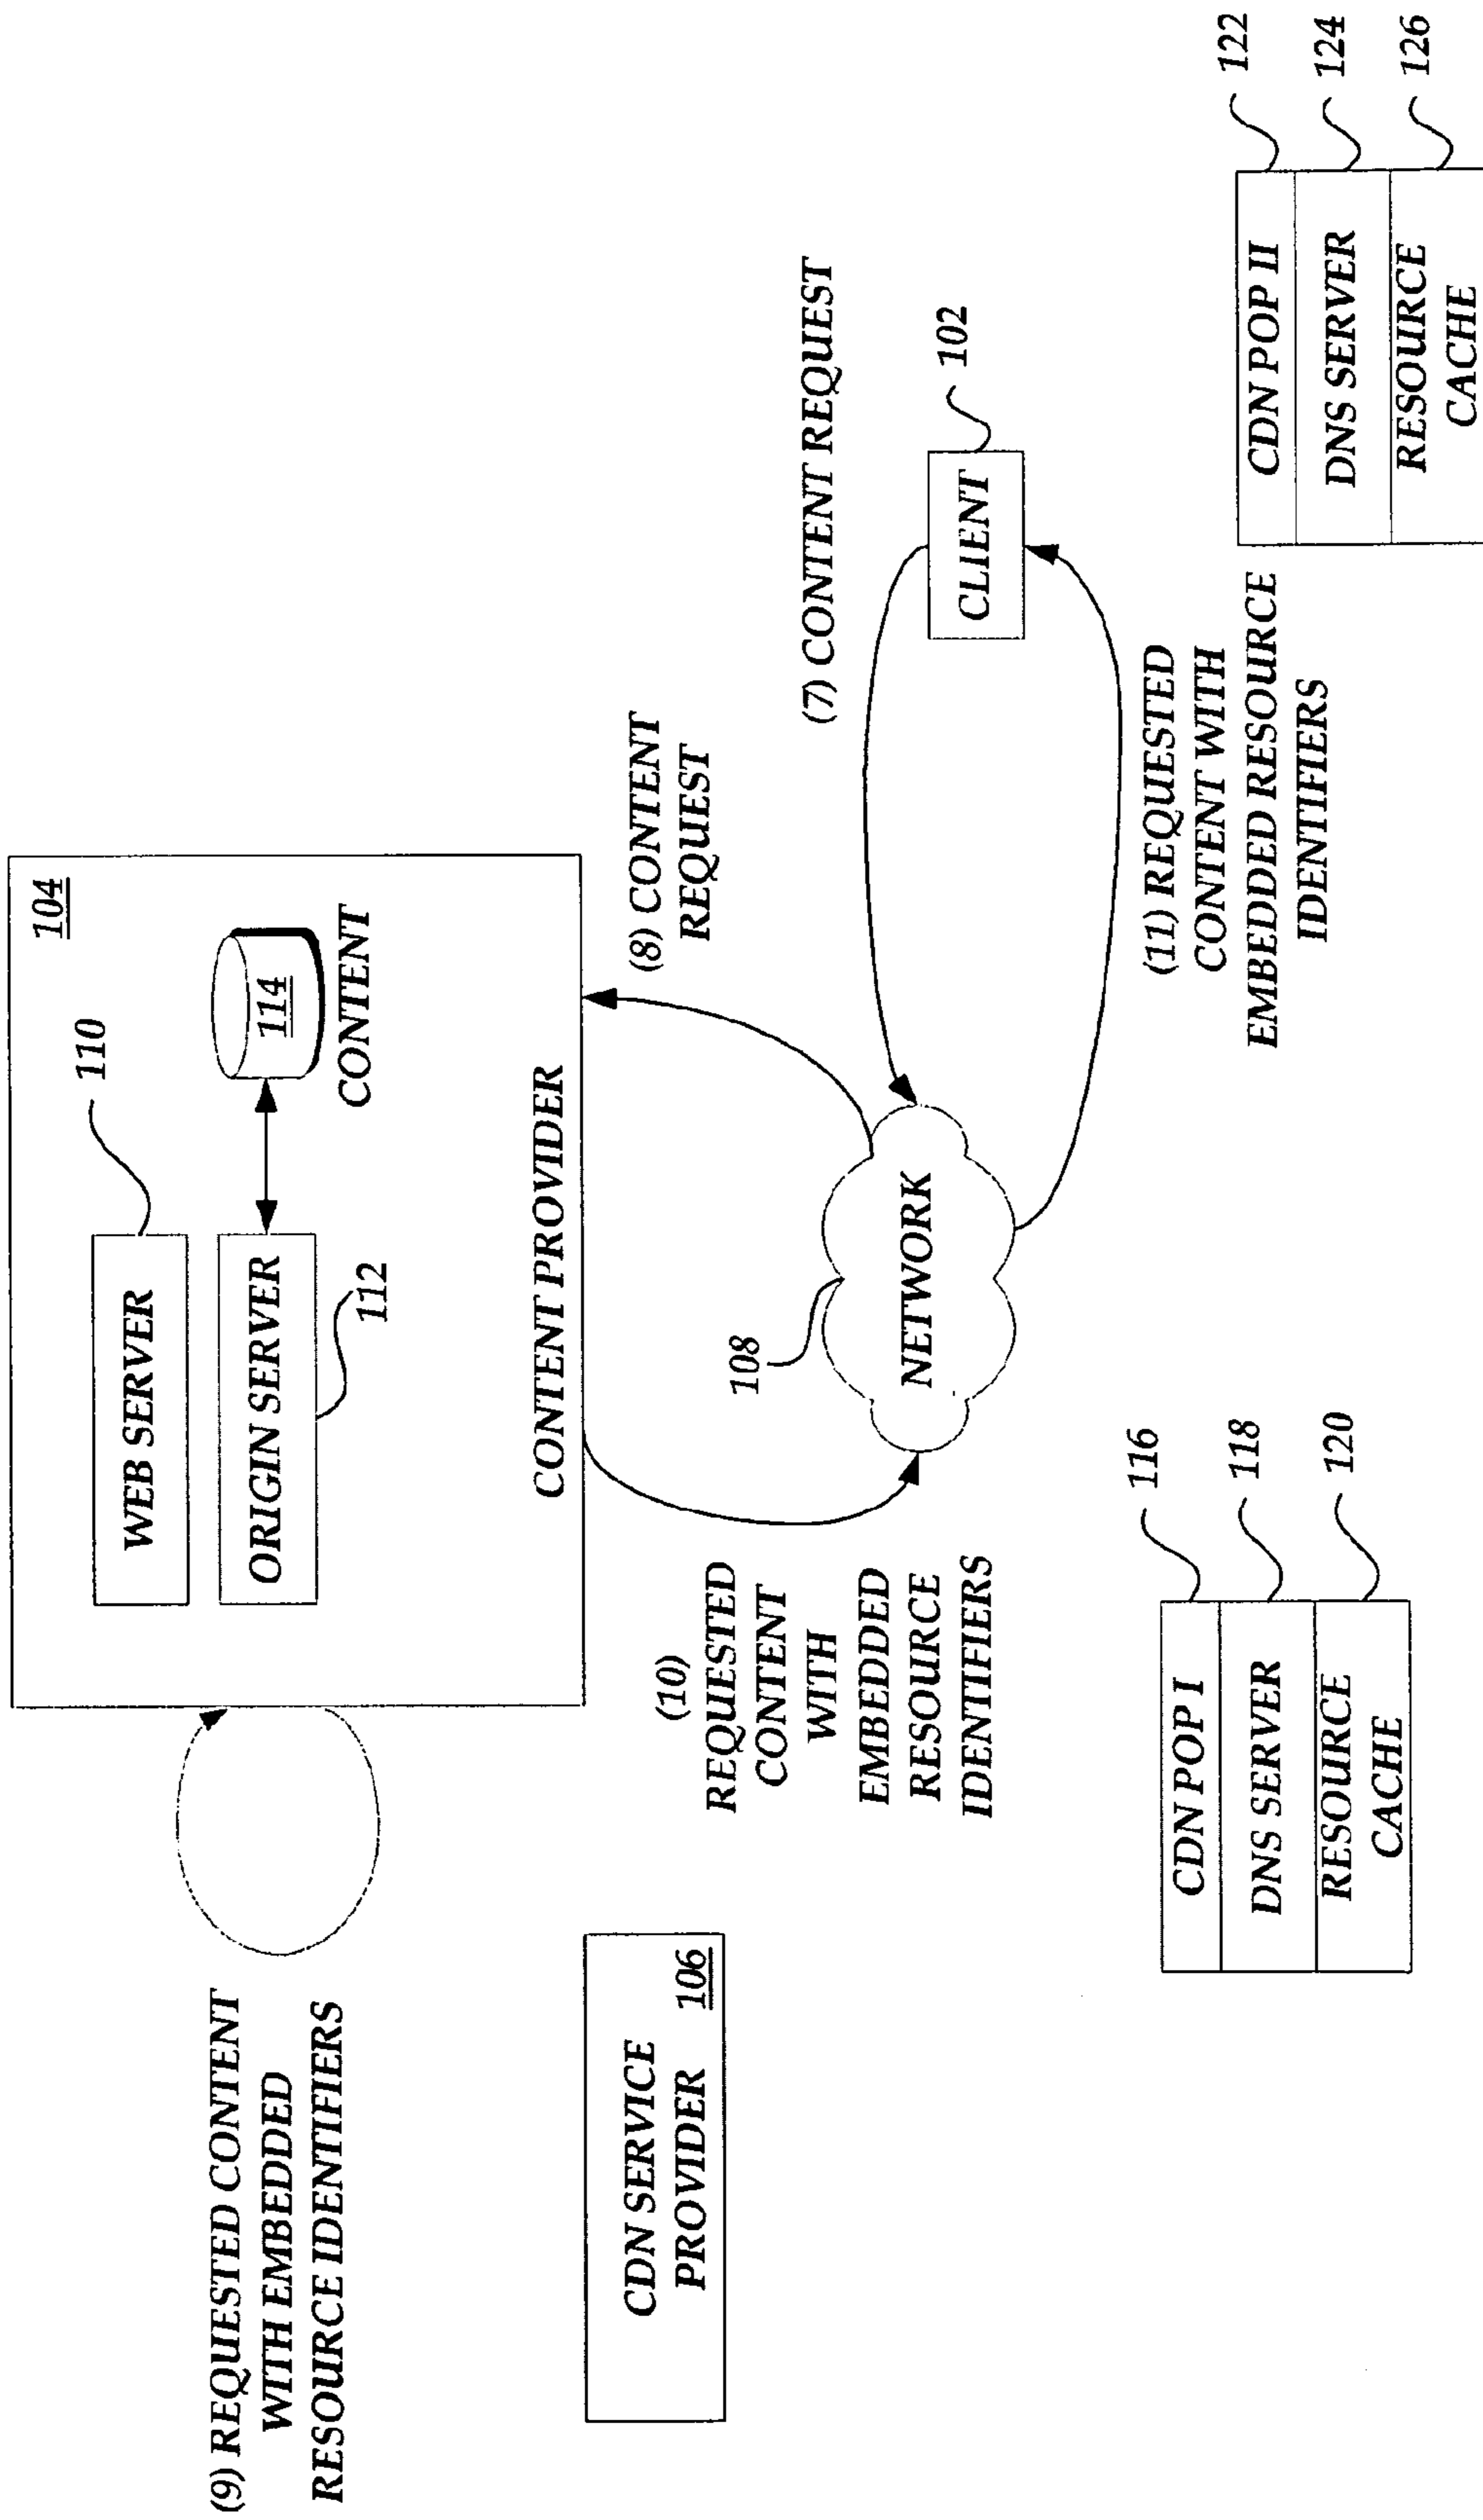 (9) REQUESTED CONTENT
WITH EMBEDDED
RESOURCE IDENTIFIERS
104
WEB SERVER
110
ORIGIN SERVER
112
114
CONTENT
CONTENT PROVIDER
CDN SERVICE
PROVIDER
106
(10)
REQUESTED
CONTENT
WITH
EMBEDDED
RESOURCE
IDENTIFIERS
(8) CONTENT
REQUEST
108
NETWORK
(7) CONTENT REQUEST
CLIENT
102
(11) REQUESTED
CONTENT WITH
EMBEDDED RESOURCE
IDENTIFIERS
CDN POP I
116
DNS SERVER
118
RESOURCE
CACHE
120
CDN POP II
122
DNS SERVER
124
RESOURCE
CACHE
126